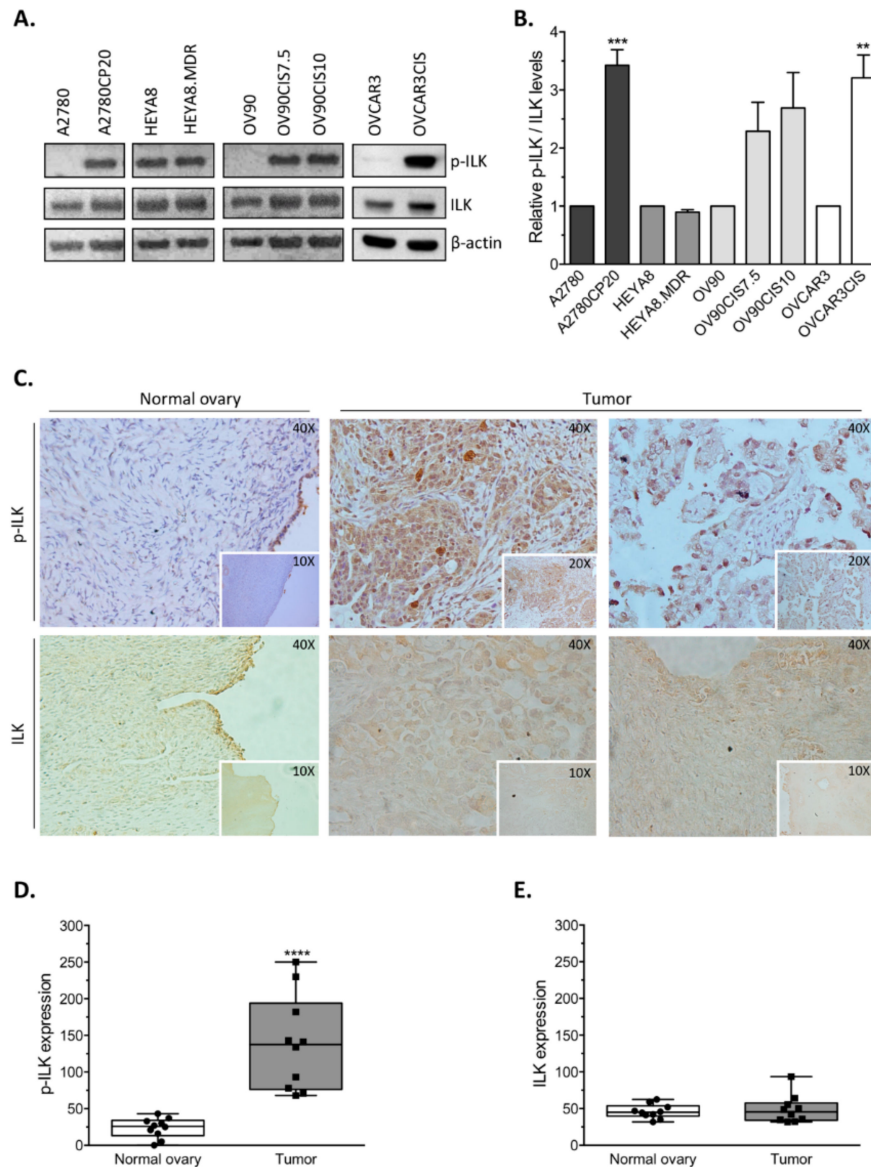 A.
A2780
A2780CP20
HEYA8
HEYA8.MDR
OV90
OV90CIS7.5
OV90CIS10
OVCAR3
OVCAR3CIS
p-ILK
ILK
β-actin
B.
Relative p-ILK / ILK levels
4
3
2
1
0
***
**
A2780
A2780CP20
HEYA8
HEYA8.MDR
OV90
OV90CIS7.5
OV90CIS10
OVCAR3
OVCAR3CIS
C.
Normal ovary
Tumor
p-ILK
40X
10X
40X
20X
40X
20X
ILK
40X
10X
40X
10X
40X
10X
D.
p-ILK expression
300
250
200
150
100
50
0
****
Normal ovary
Tumor
E.
ILK expression
300
250
200
150
100
50
0
Normal ovary
Tumor